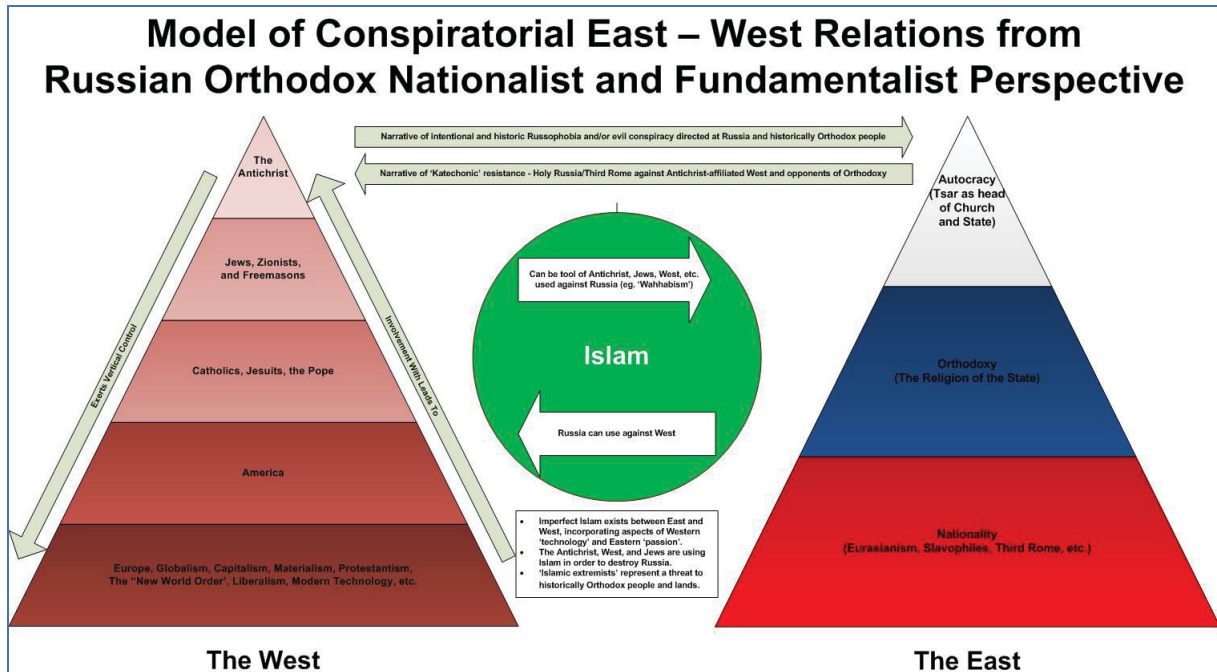 Model of Conspiratorial East – West Relations from
Russian Orthodox Nationalist and Fundamentalist Perspective
Narrative of intentional and historic Russophobia and/or evil conspiracy directed at Russia and historically Orthodox people
Narrative of 'Katechonic' resistance - Holy Russia/Third Rome against Antichrist-affiliated West and opponents of Orthodoxy
The
Antichrist
Jews, Zionists,
and Freemasons
Catholics, Jesuits, the Pope
America
Europe, Globalism, Capitalism, Materialism, Protestantism,
The "New World Order', Liberalism, Modern Technology, etc.
Exerts Vertical Control
Involvement With Leads To
The West
Can be tool of Antichrist, Jews, West, etc.
used against Russia (eg. 'Wahhabism')
Islam
Russia can use against West
• Imperfect Islam exists between East and
West, incorporating aspects of Western
'technology' and Eastern 'passion'.
• The Antichrist, West, and Jews are using
Islam in order to destroy Russia.
• 'Islamic extremists' represent a threat to
historically Orthodox people and lands.
Autocracy
(Tsar as head
of Church
and State)
Orthodoxy
(The Religion of the State)
Nationality
(Eurasianism, Slavophiles, Third Rome, etc.)
The East